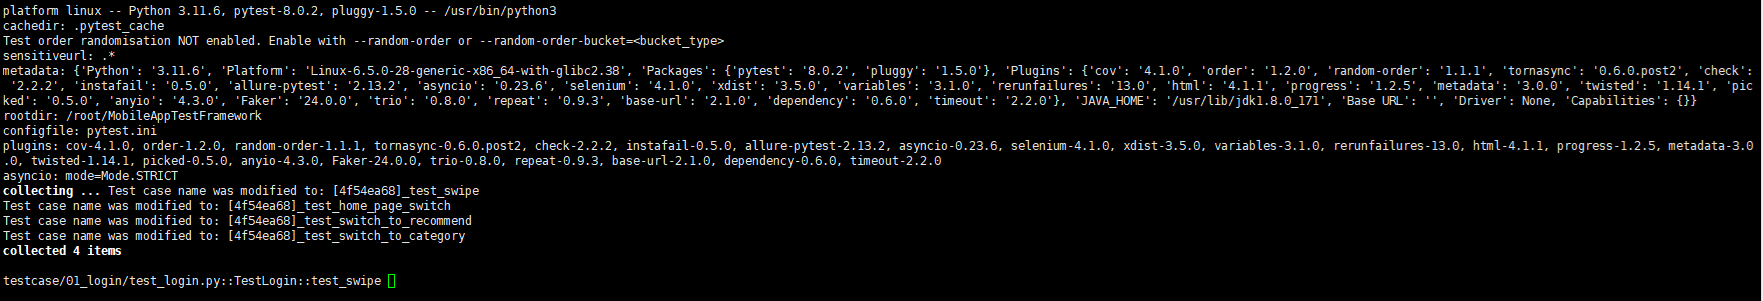 platform linux -- Python 3.11.6, pytest-8.0.2, pluggy-1.5.0 -- /usr/bin/python3
cachedir: .pytest_cache
Test order randomisation NOT enabled. Enable with --random-order or --random-order-bucket=<bucket_type>
sensitiveurl: .*
metadata: {'Python': '3.11.6', 'Platform': 'Linux-6.5.0-28-generic-x86_64-with-glibc2.38', 'Packages': {'pytest': '8.0.2', 'pluggy': '1.5.0'}, 'Plugins': {'cov': '4.1.0', 'order': '1.2.0', 'random-order': '1.1.1', 'tornasync': '0.6.0.post2', 'check':
 '2.2.2', 'instafail': '0.5.0', 'allure-pytest': '2.13.2', 'asyncio': '0.23.6', 'selenium': '4.1.0', 'xdist': '3.5.0', 'variables': '3.1.0', 'rerunfailures': '13.0', 'html': '4.1.1', 'progress': '1.2.5', 'metadata': '3.0.0', 'twisted': '1.14.1', 'pic
ked': '0.5.0', 'anyio': '4.3.0', 'Faker': '24.0.0', 'trio': '0.8.0', 'repeat': '0.9.3', 'base-url': '2.1.0', 'dependency': '0.6.0', 'timeout': '2.2.0'}, 'JAVA_HOME': '/usr/lib/jdk1.8.0_171', 'Base URL': '', 'Driver': None, 'Capabilities': {}}
rootdir: /root/MobileAppTestFramework
configfile: pytest.ini
plugins: cov-4.1.0, order-1.2.0, random-order-1.1.1, tornasync-0.6.0.post2, check-2.2.2, instafail-0.5.0, allure-pytest-2.13.2, asyncio-0.23.6, selenium-4.1.0, xdist-3.5.0, variables-3.1.0, rerunfailures-13.0, html-4.1.1, progress-1.2.5, metadata-3.0
.0, twisted-1.14.1, picked-0.5.0, anyio-4.3.0, Faker-24.0.0, trio-0.8.0, repeat-0.9.3, base-url-2.1.0, dependency-0.6.0, timeout-2.2.0
asyncio: mode=Mode.STRICT
collecting ... Test case name was modified to: [4f54ea68]_test_swipe
Test case name was modified to: [4f54ea68]_test_home_page_switch
Test case name was modified to: [4f54ea68]_test_switch_to_recommend
Test case name was modified to: [4f54ea68]_test_switch_to_category
collected 4 items
testcase/01_login/test_login.py::TestLogin::test_swipe